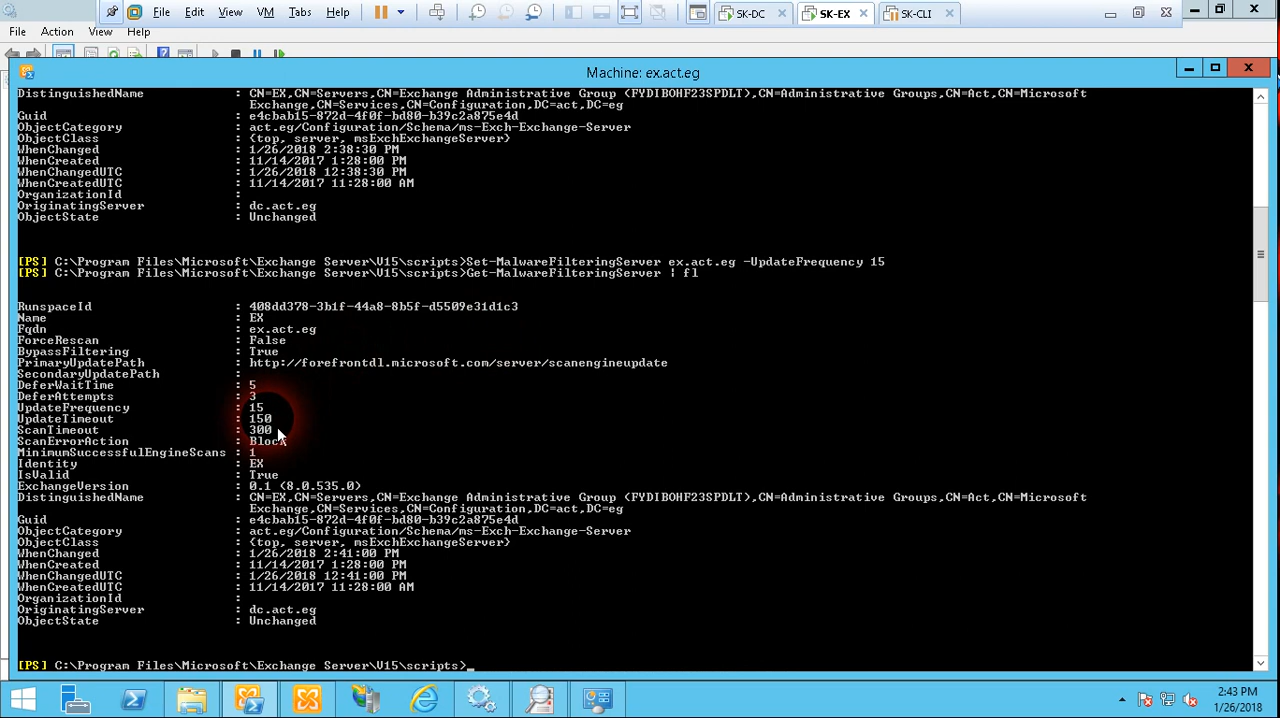 File Edit View VM Tabs Help SK-DC SK-EX SK-CLI
File Action View Help
Machine: ex.act.eg
DistinguishedName : CN=EX,CN=Servers,CN=Exchange Administrative Group (FYDIBOHF23SPDLT),CN=Administrative Groups,CN=Act,CN=Microsoft
Exchange,CN=Services,CN=Configuration,DC=act,DC=eg
Guid : e4cbab15-872d-4f0f-bd80-b39c2a875e4d
ObjectCategory : act.eg/Configuration/Schema/ms-Exch-Exchange-Server
ObjectClass : {top, server, msExchExchangeServer}
WhenChanged : 1/26/2018 2:38:30 PM
WhenCreated : 11/14/2017 1:28:00 PM
WhenChangedUTC : 1/26/2018 12:38:30 PM
WhenCreatedUTC : 11/14/2017 11:28:00 AM
OrganizationId :
OriginatingServer : dc.act.eg
ObjectState : Unchanged
[PS] C:\Program Files\Microsoft\Exchange Server\V15\scripts>Set-MalwareFilteringServer ex.act.eg -UpdateFrequency 15
[PS] C:\Program Files\Microsoft\Exchange Server\V15\scripts>Get-MalwareFilteringServer | fl
RunspaceId : 408dd378-3b1f-44a8-8b5f-d5509e31d1c3
Name : EX
Fqdn : ex.act.eg
ForceRescan : False
BypassFiltering : True
PrimaryUpdatePath : http://forefrontdl.microsoft.com/server/scanengineupdate
SecondaryUpdatePath :
DeferWaitTime : 5
DeferAttempts : 3
UpdateFrequency : 15
UpdateTimeout : 150
ScanTimeout : 300
ScanErrorAction : Block
MinimumSuccessfulEngineScans : 1
Identity : EX
IsValid : True
ExchangeVersion : 0.1 (8.0.535.0)
DistinguishedName : CN=EX,CN=Servers,CN=Exchange Administrative Group (FYDIBOHF23SPDLT),CN=Administrative Groups,CN=Act,CN=Microsoft
Exchange,CN=Services,CN=Configuration,DC=act,DC=eg
Guid : e4cbab15-872d-4f0f-bd80-b39c2a875e4d
ObjectCategory : act.eg/Configuration/Schema/ms-Exch-Exchange-Server
ObjectClass : {top, server, msExchExchangeServer}
WhenChanged : 1/26/2018 2:41:00 PM
WhenCreated : 11/14/2017 1:28:00 PM
WhenChangedUTC : 1/26/2018 12:41:00 PM
WhenCreatedUTC : 11/14/2017 11:28:00 AM
OrganizationId :
OriginatingServer : dc.act.eg
ObjectState : Unchanged
[PS] C:\Program Files\Microsoft\Exchange Server\V15\scripts>_
2:43 PM
1/26/2018